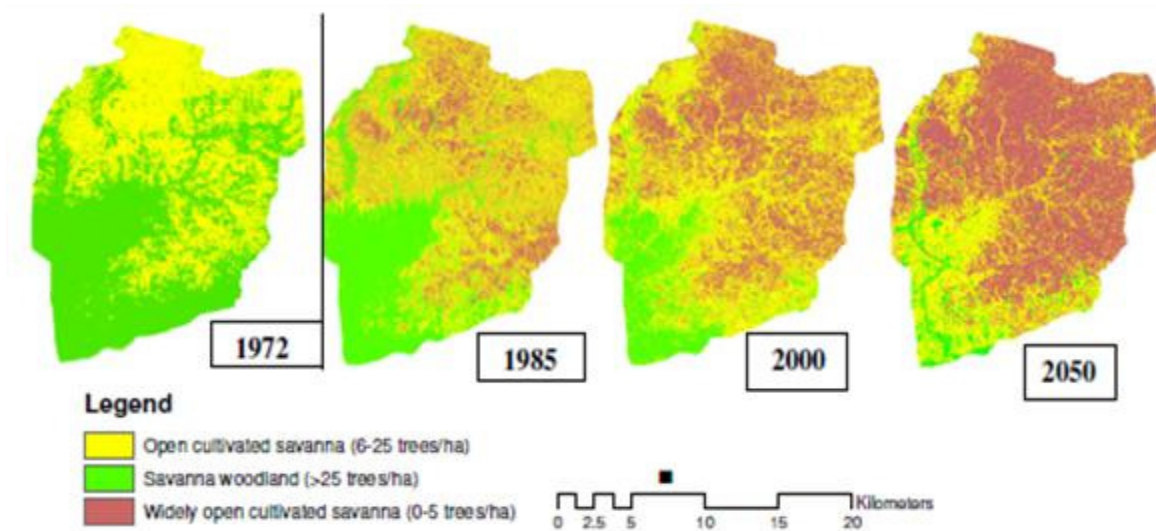 1972
1985
2000
2050
Legend
Open cultivated savanna (6-25 trees/ha)
Savanna woodland (>25 trees/ha)
Widely open cultivated savanna (0-5 trees/ha)
Kilometers
0 2.5 5 10 15 20